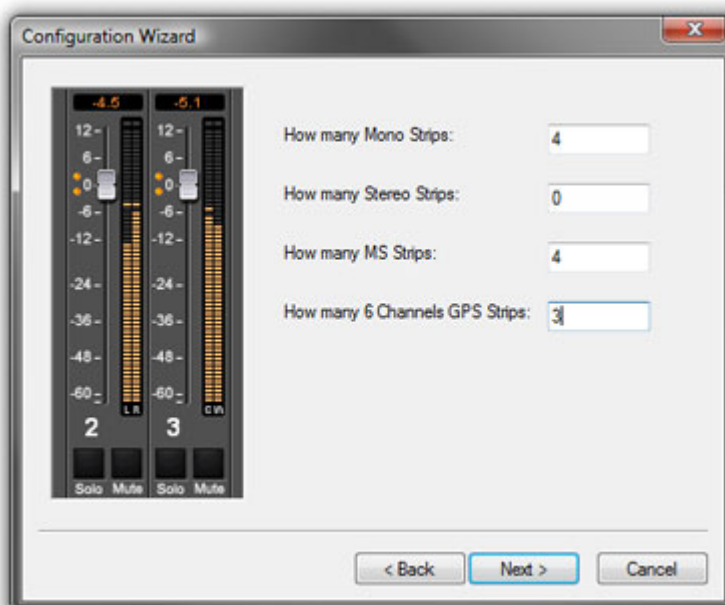 Configuration Wizard
-4.5 -5.1
12 12
6 6
0 0
-6 -6
-12 -12
-24 -24
-36 -36
-48 -48
-60 -60
L R
2 3
Solo Mute Solo Mute
How many Mono Strips: 4
How many Stereo Strips: 0
How many MS Strips: 4
How many 6 Channels GPS Strips: 3
< Back Next > Cancel